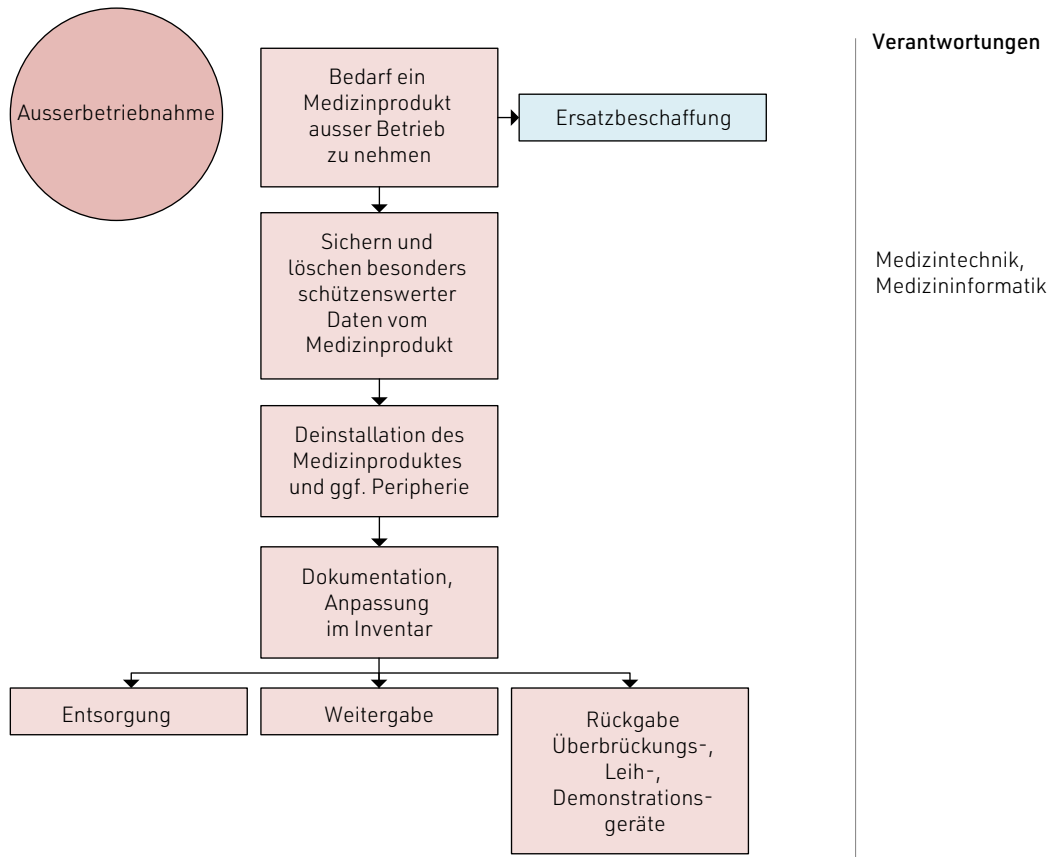 Ausserbetriebnahme
Bedarf ein
Medizinprodukt
ausser Betrieb
zu nehmen
Ersatzbeschaffung
Verantwortungen
Sichern und
löschen besonders
schützenswerter
Daten vom
Medizinprodukt
Medizintechnik,
Medizininformatik
Deinstallation des
Medizinproduktes
und ggf. Peripherie
Dokumentation,
Anpassung
im Inventar
Entsorgung
Weitergabe
Rückgabe
Überbrückungs-,
Leih-,
Demonstrations-
geräte